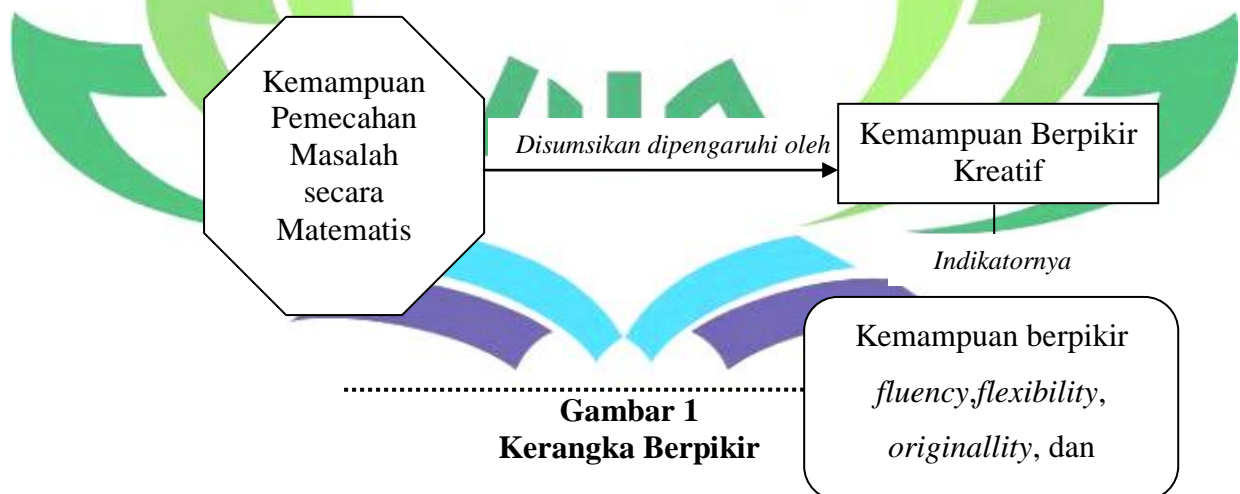 Kemampuan
Pemecahan
Masalah
secara
Matematis
Disumsikan dipengaruhi oleh
Kemampuan Berpikir
Kreatif
Indikatornya
Kemampuan berpikir
fluency,flexibility,
originallity, dan
Gambar 1
Kerangka Berpikir